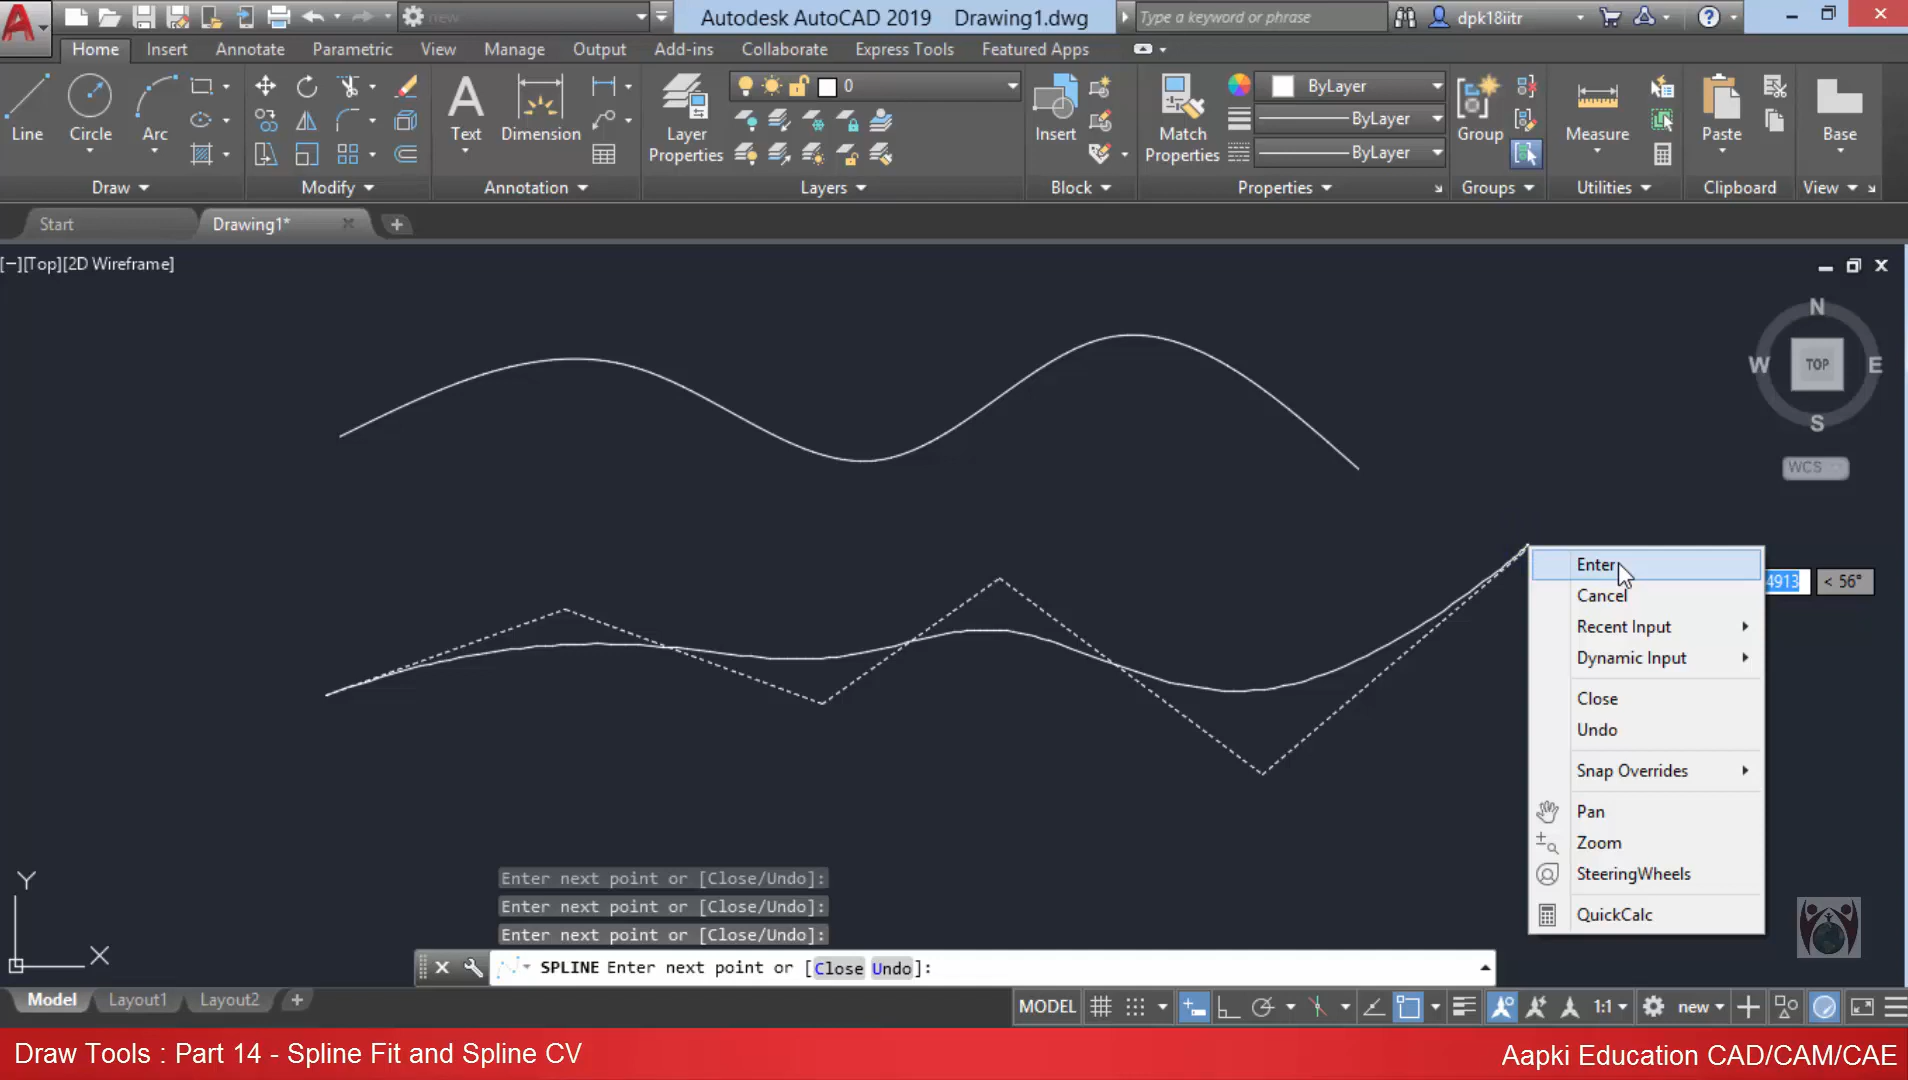 new
Autodesk AutoCAD 2019 Drawing1.dwg
Type a keyword or phrase
dpk18iitr
Home Insert Annotate Parametric View Manage Output Add-ins Collaborate Express Tools Featured Apps
Line Circle Arc
Text Dimension
Layer Properties
0
Insert
Match Properties
ByLayer
ByLayer
ByLayer
Group
Measure
Paste
Base
Draw Modify Annotation Layers Block Properties Groups Utilities Clipboard View
Start Drawing1*
[−][Top][2D Wireframe]
N
W TOP E
S
WCS
Enter
Cancel
Recent Input
Dynamic Input
Close
Undo
Snap Overrides
Pan
Zoom
SteeringWheels
QuickCalc
4913 < 56°
Y
X
Enter next point or [Close/Undo]:
Enter next point or [Close/Undo]:
Enter next point or [Close/Undo]:
SPLINE Enter next point or [Close Undo]:
Model Layout1 Layout2
MODEL 1:1 new
Draw Tools : Part 14 - Spline Fit and Spline CV
Aapki Education CAD/CAM/CAE